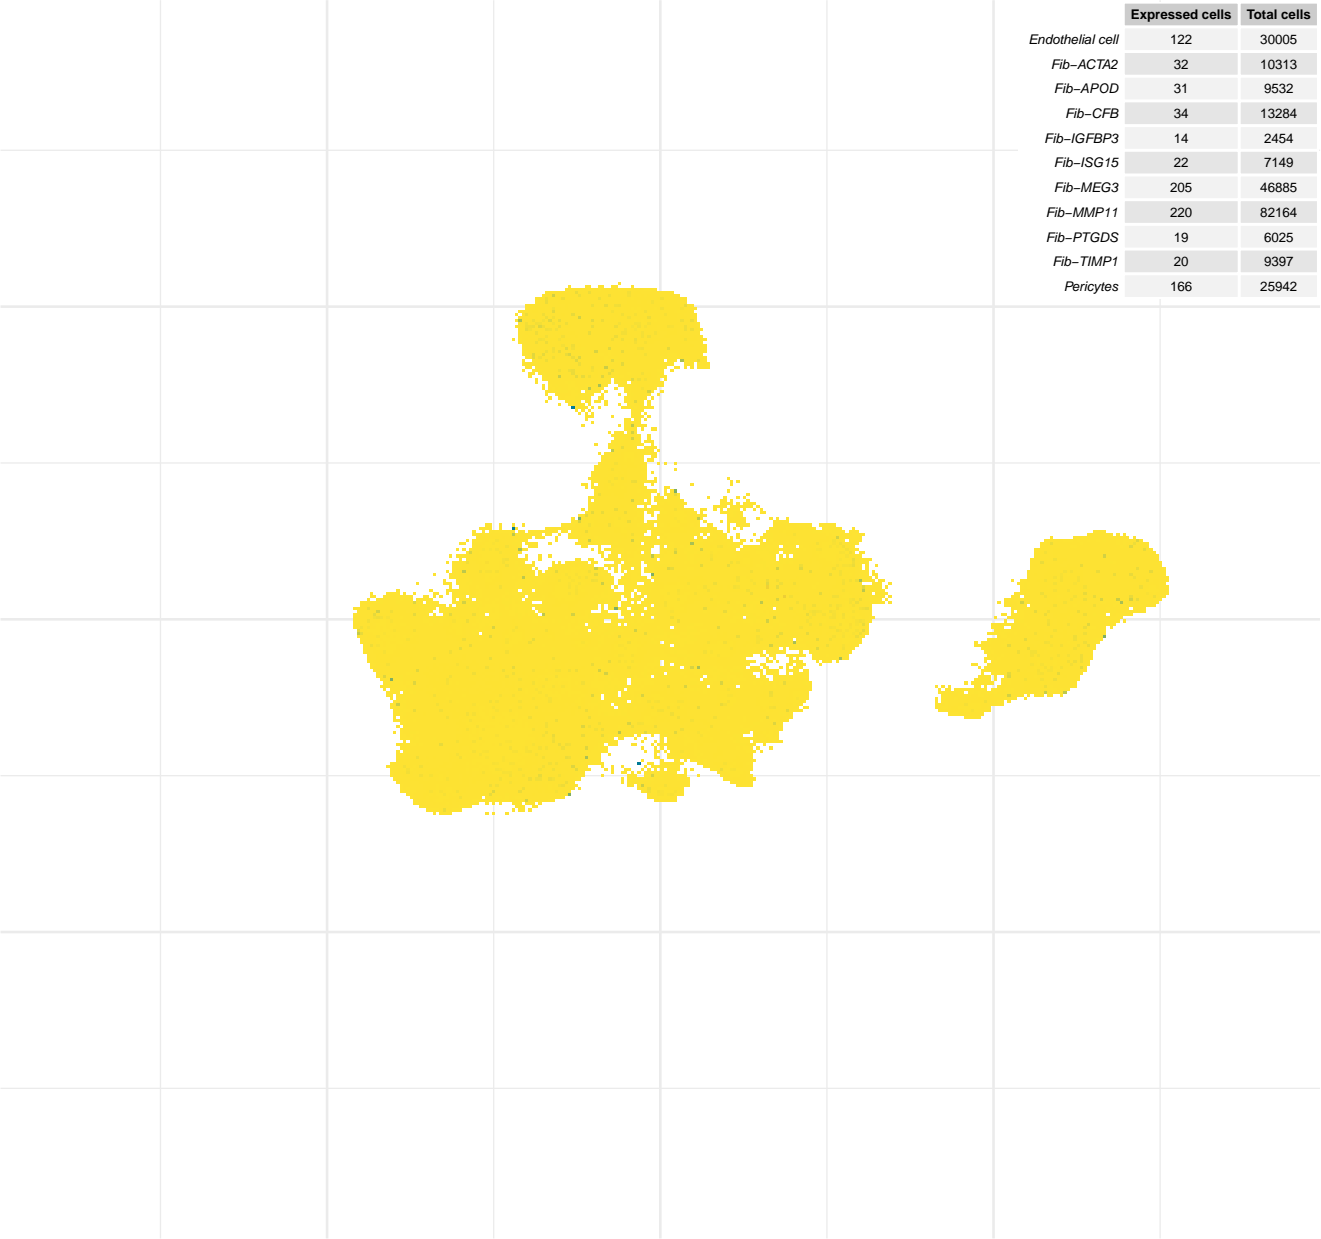 Expressed cells Total cells
Endothelial cell 122 30005
Fib−ACTA2 32 10313
Fib−APOD 31 9532
Fib−CFB 34 13284
Fib−IGFBP3 14 2454
Fib−ISG15 22 7149
Fib−MEG3 205 46885
Fib−MMP11 220 82164
Fib−PTGDS 19 6025
Fib−TIMP1 20 9397
Pericytes 166 25942